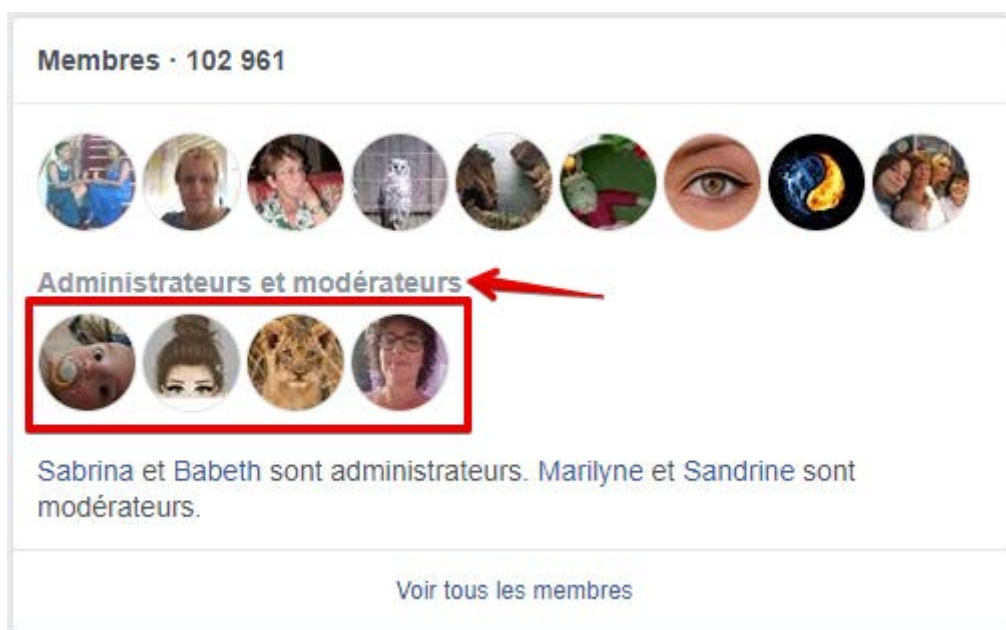 Membres · 102 961
Administrateurs et modérateurs
Sabrina et Babeth sont administrateurs. Marilyne et Sandrine sont
modérateurs.
Voir tous les membres